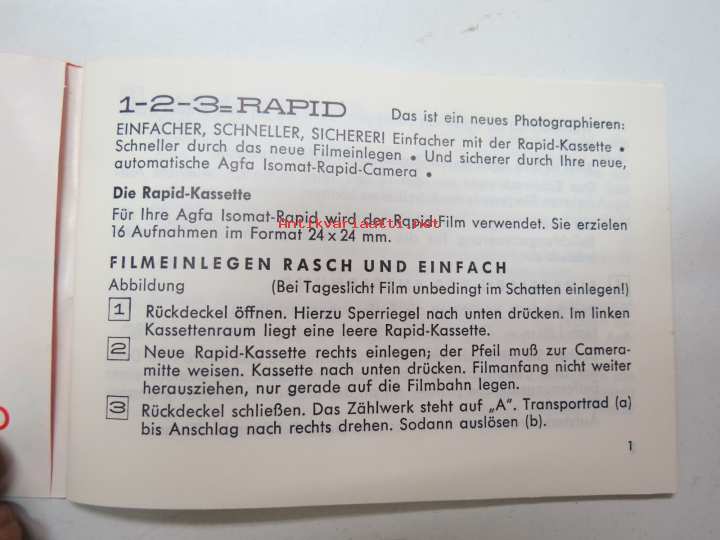 1-2-3=RAPID Das ist ein neues Photographieren:
EINFACHER, SCHNELLER, SICHERER! Einfacher mit der Rapid-Kassette •
Schneller durch das neue Filmeinlegen • Und sicherer durch Ihre neue,
automatische Agfa Isomat-Rapid-Camera •
Die Rapid-Kassette
Für Ihre Agfa Isomat-Rapid wird der Rapid-Film verwendet. Sie erzielen
antikvariaatti.net
16 Aufnahmen im Format 24 x 24 mm.
FILMEINLEGEN RASCH UND EINFACH
Abbildung (Bei Tageslicht Film unbedingt im Schatten einlegen!)
1 Rückdeckel öffnen. Hierzu Sperriegel nach unten drücken. Im linken
Kassettenraum liegt eine leere Rapid-Kassette.
2 Neue Rapid-Kassette rechts einlegen; der Pfeil muß zur Camera-
mitte weisen. Kassette nach unten drücken. Filmanfang nicht weiter
herausziehen, nur gerade auf die Filmbahn legen.
3 Rückdeckel schließen. Das Zählwerk steht auf „A". Transportrad (a)
bis Anschlag nach rechts drehen. Sodann auslösen (b).
1